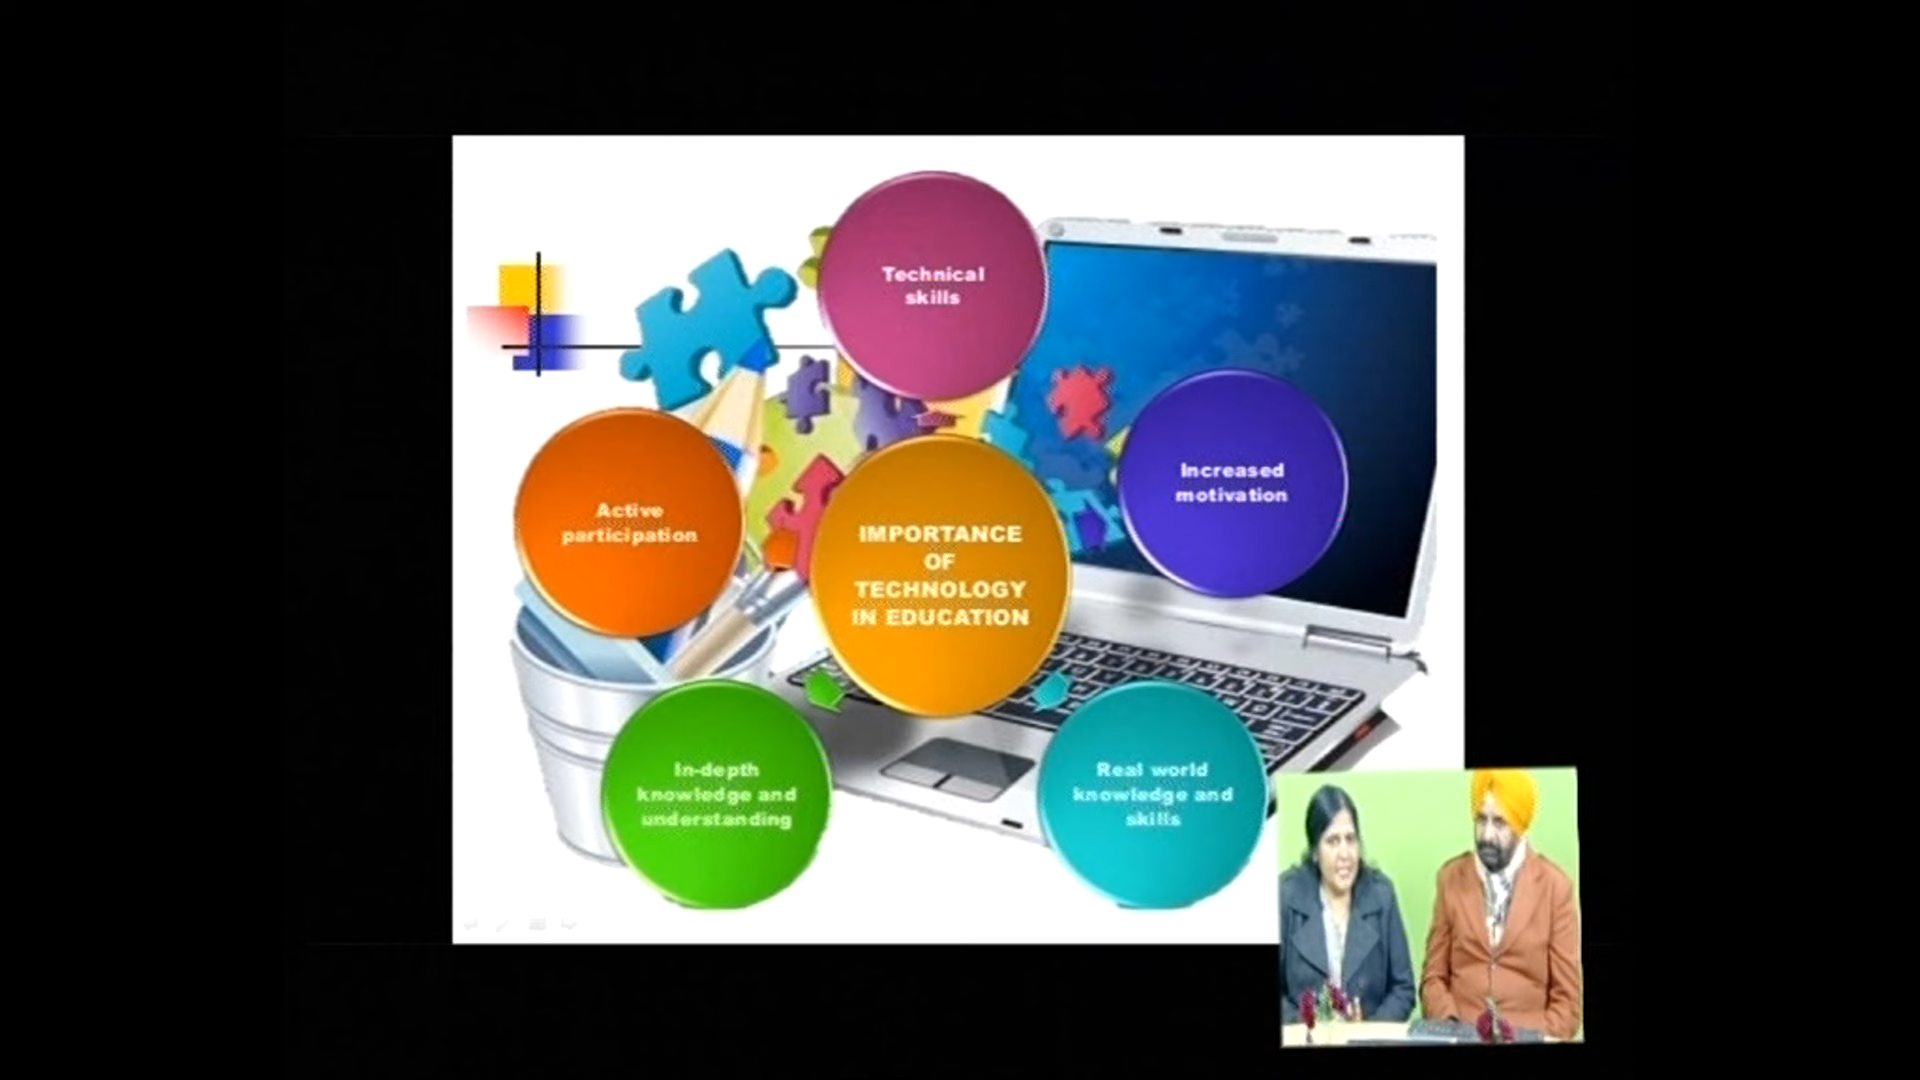 Technical
skills
Increased
motivation
Active
participation
IMPORTANCE
OF
TECHNOLOGY
IN EDUCATION
In-depth
knowledge and
understanding
Real world
knowledge and
skills